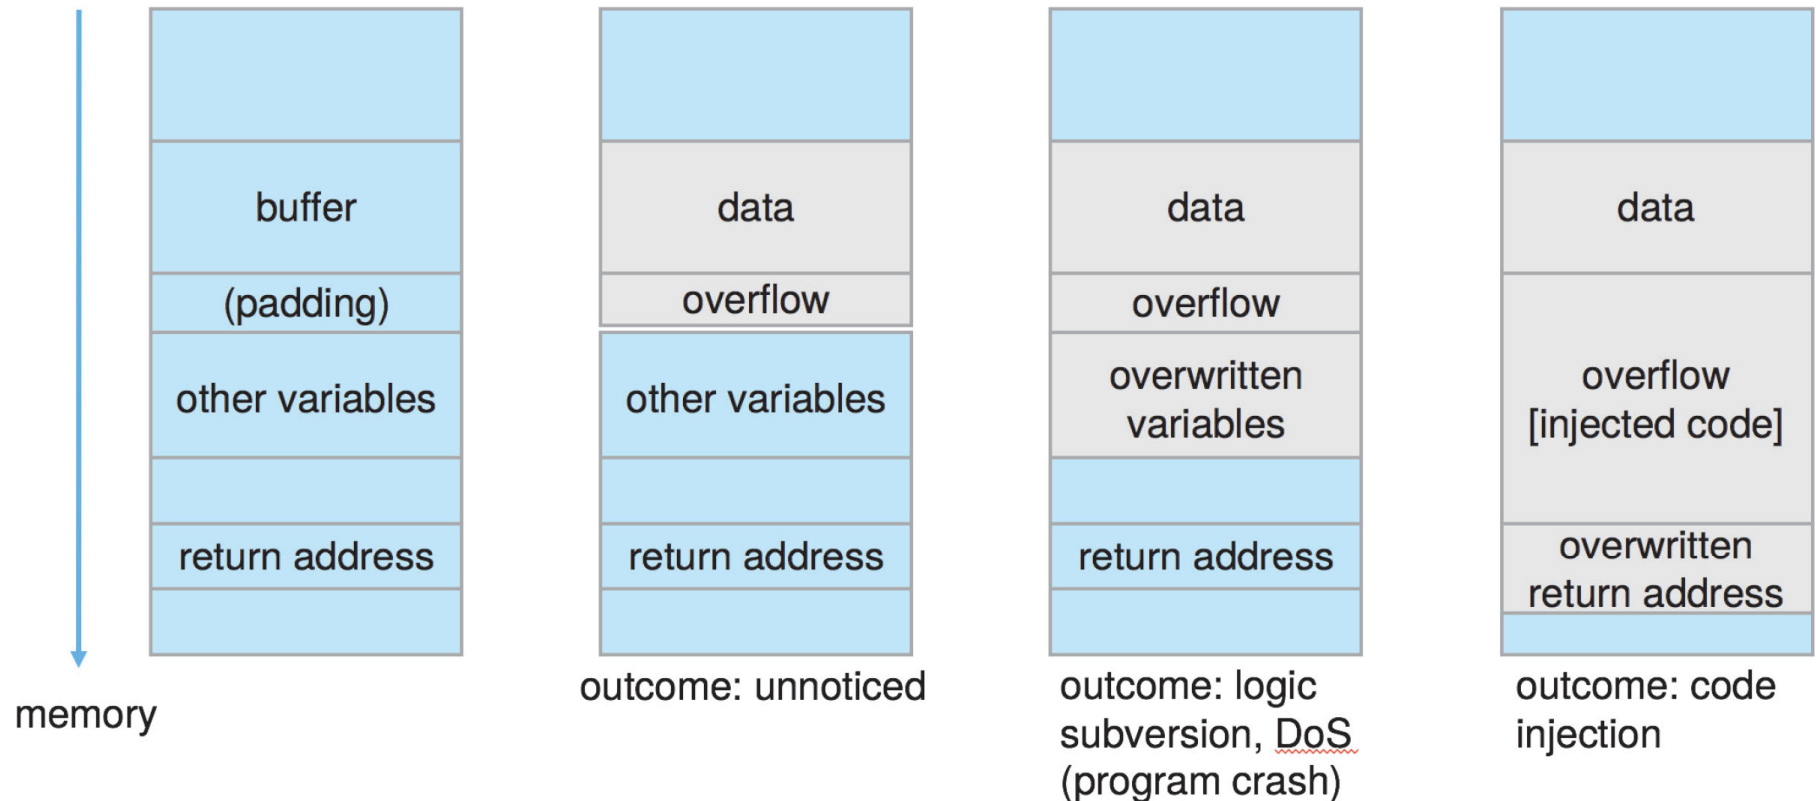 memory
buffer
(padding)
other variables
return address
data
overflow
other variables
return address
outcome: unnoticed
data
overflow
overwritten
variables
return address
outcome: logic
subversion, DoS
(program crash)
data
overflow
[injected code]
overwritten
return address
outcome: code
injection